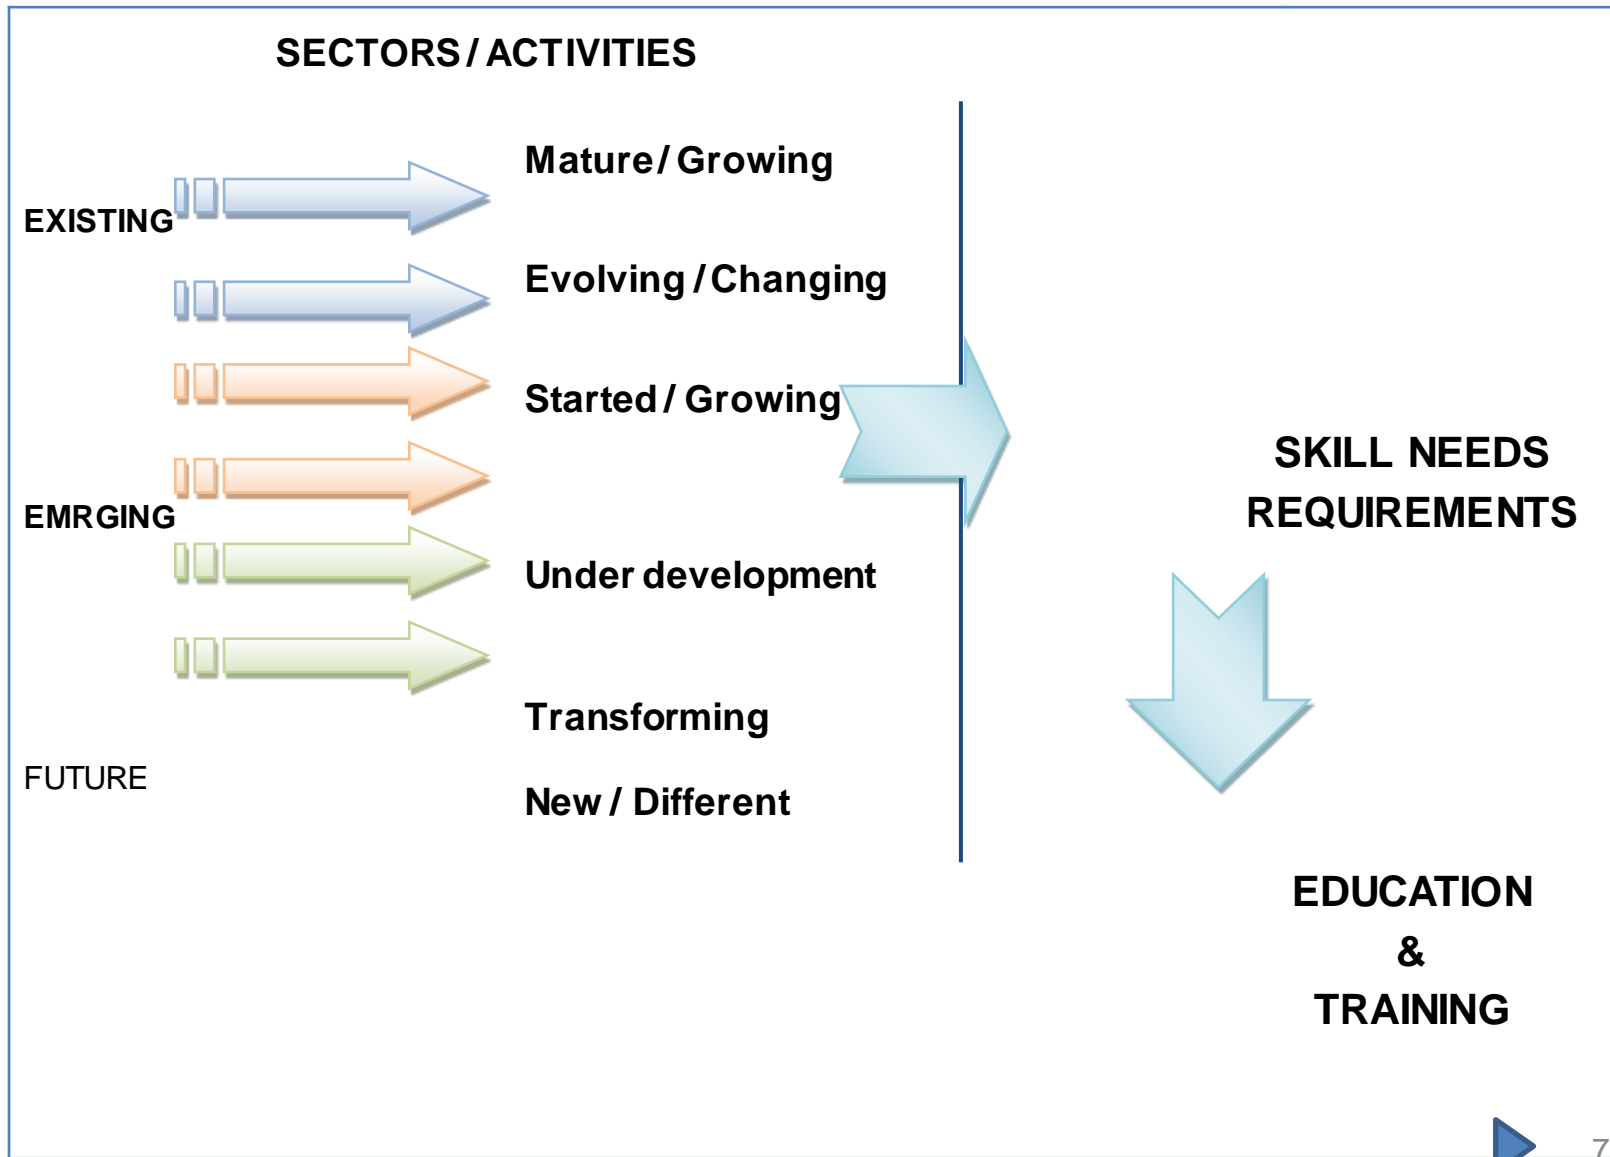 SECTORS / ACTIVITIES
Mature / Growing
EXISTING
Evolving / Changing
Started / Growing
SKILL NEEDS
REQUIREMENTS
EMRGING
Under development
Transforming
FUTURE
New / Different
EDUCATION
&
TRAINING
7